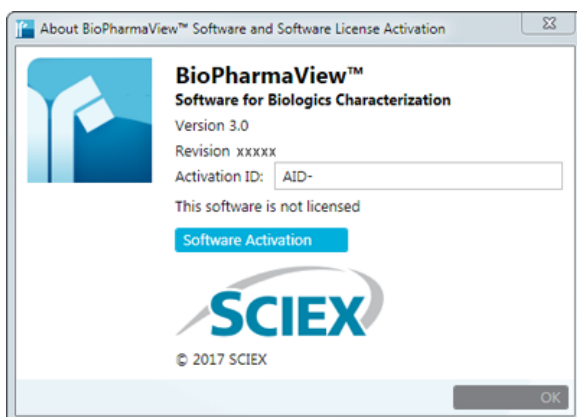 About BioPharmaView™ Software and Software License Activation
BioPharmaView™
Software for Biologics Characterization
Version 3.0
Revision xxxxx
Activation ID: AID-
This software is not licensed
Software Activation
SCIEX
© 2017 SCIEX
OK